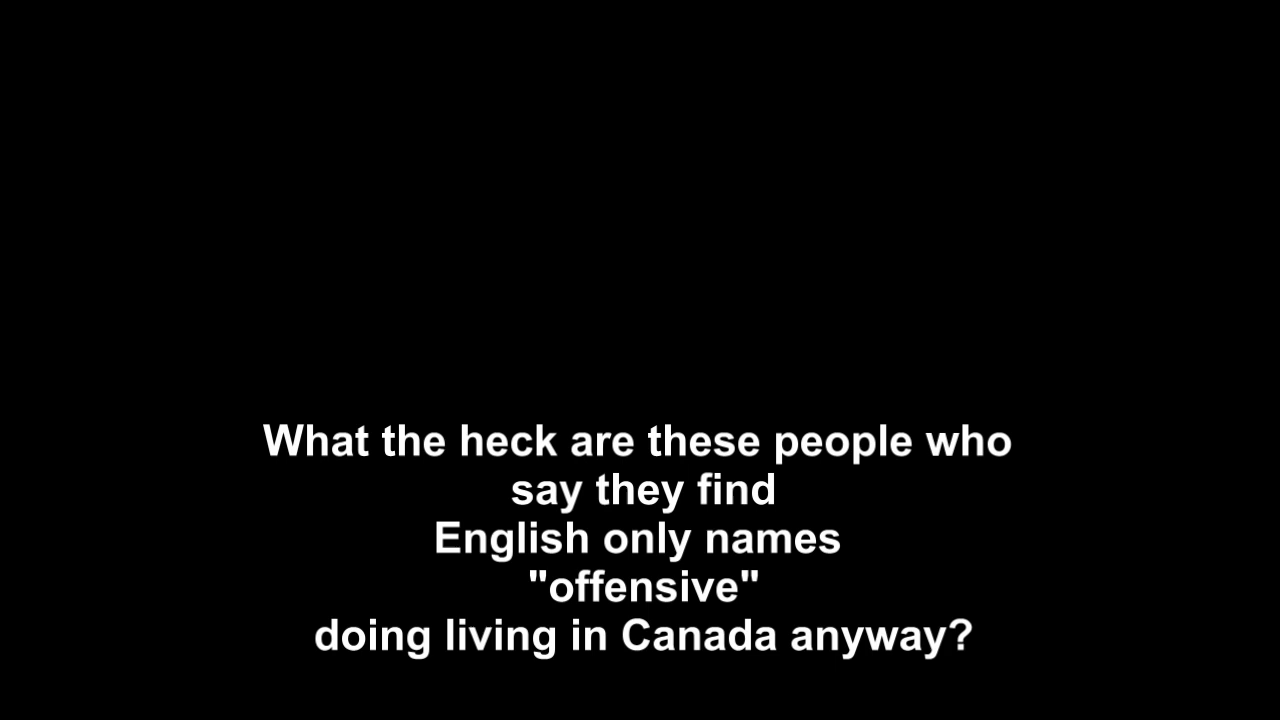 What the heck are these people who
say they find
English only names
"offensive"
doing living in Canada anyway?